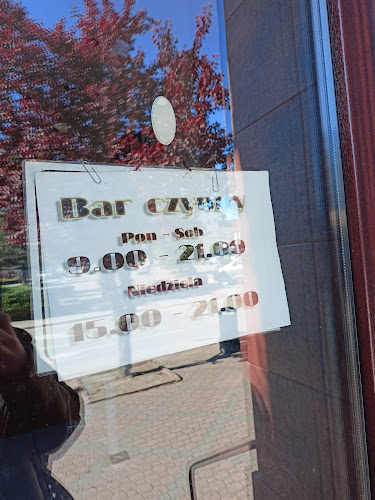 Bar czynny
Pon - Sob
9.00 - 21.00
Niedziela
15.00 - 21.00